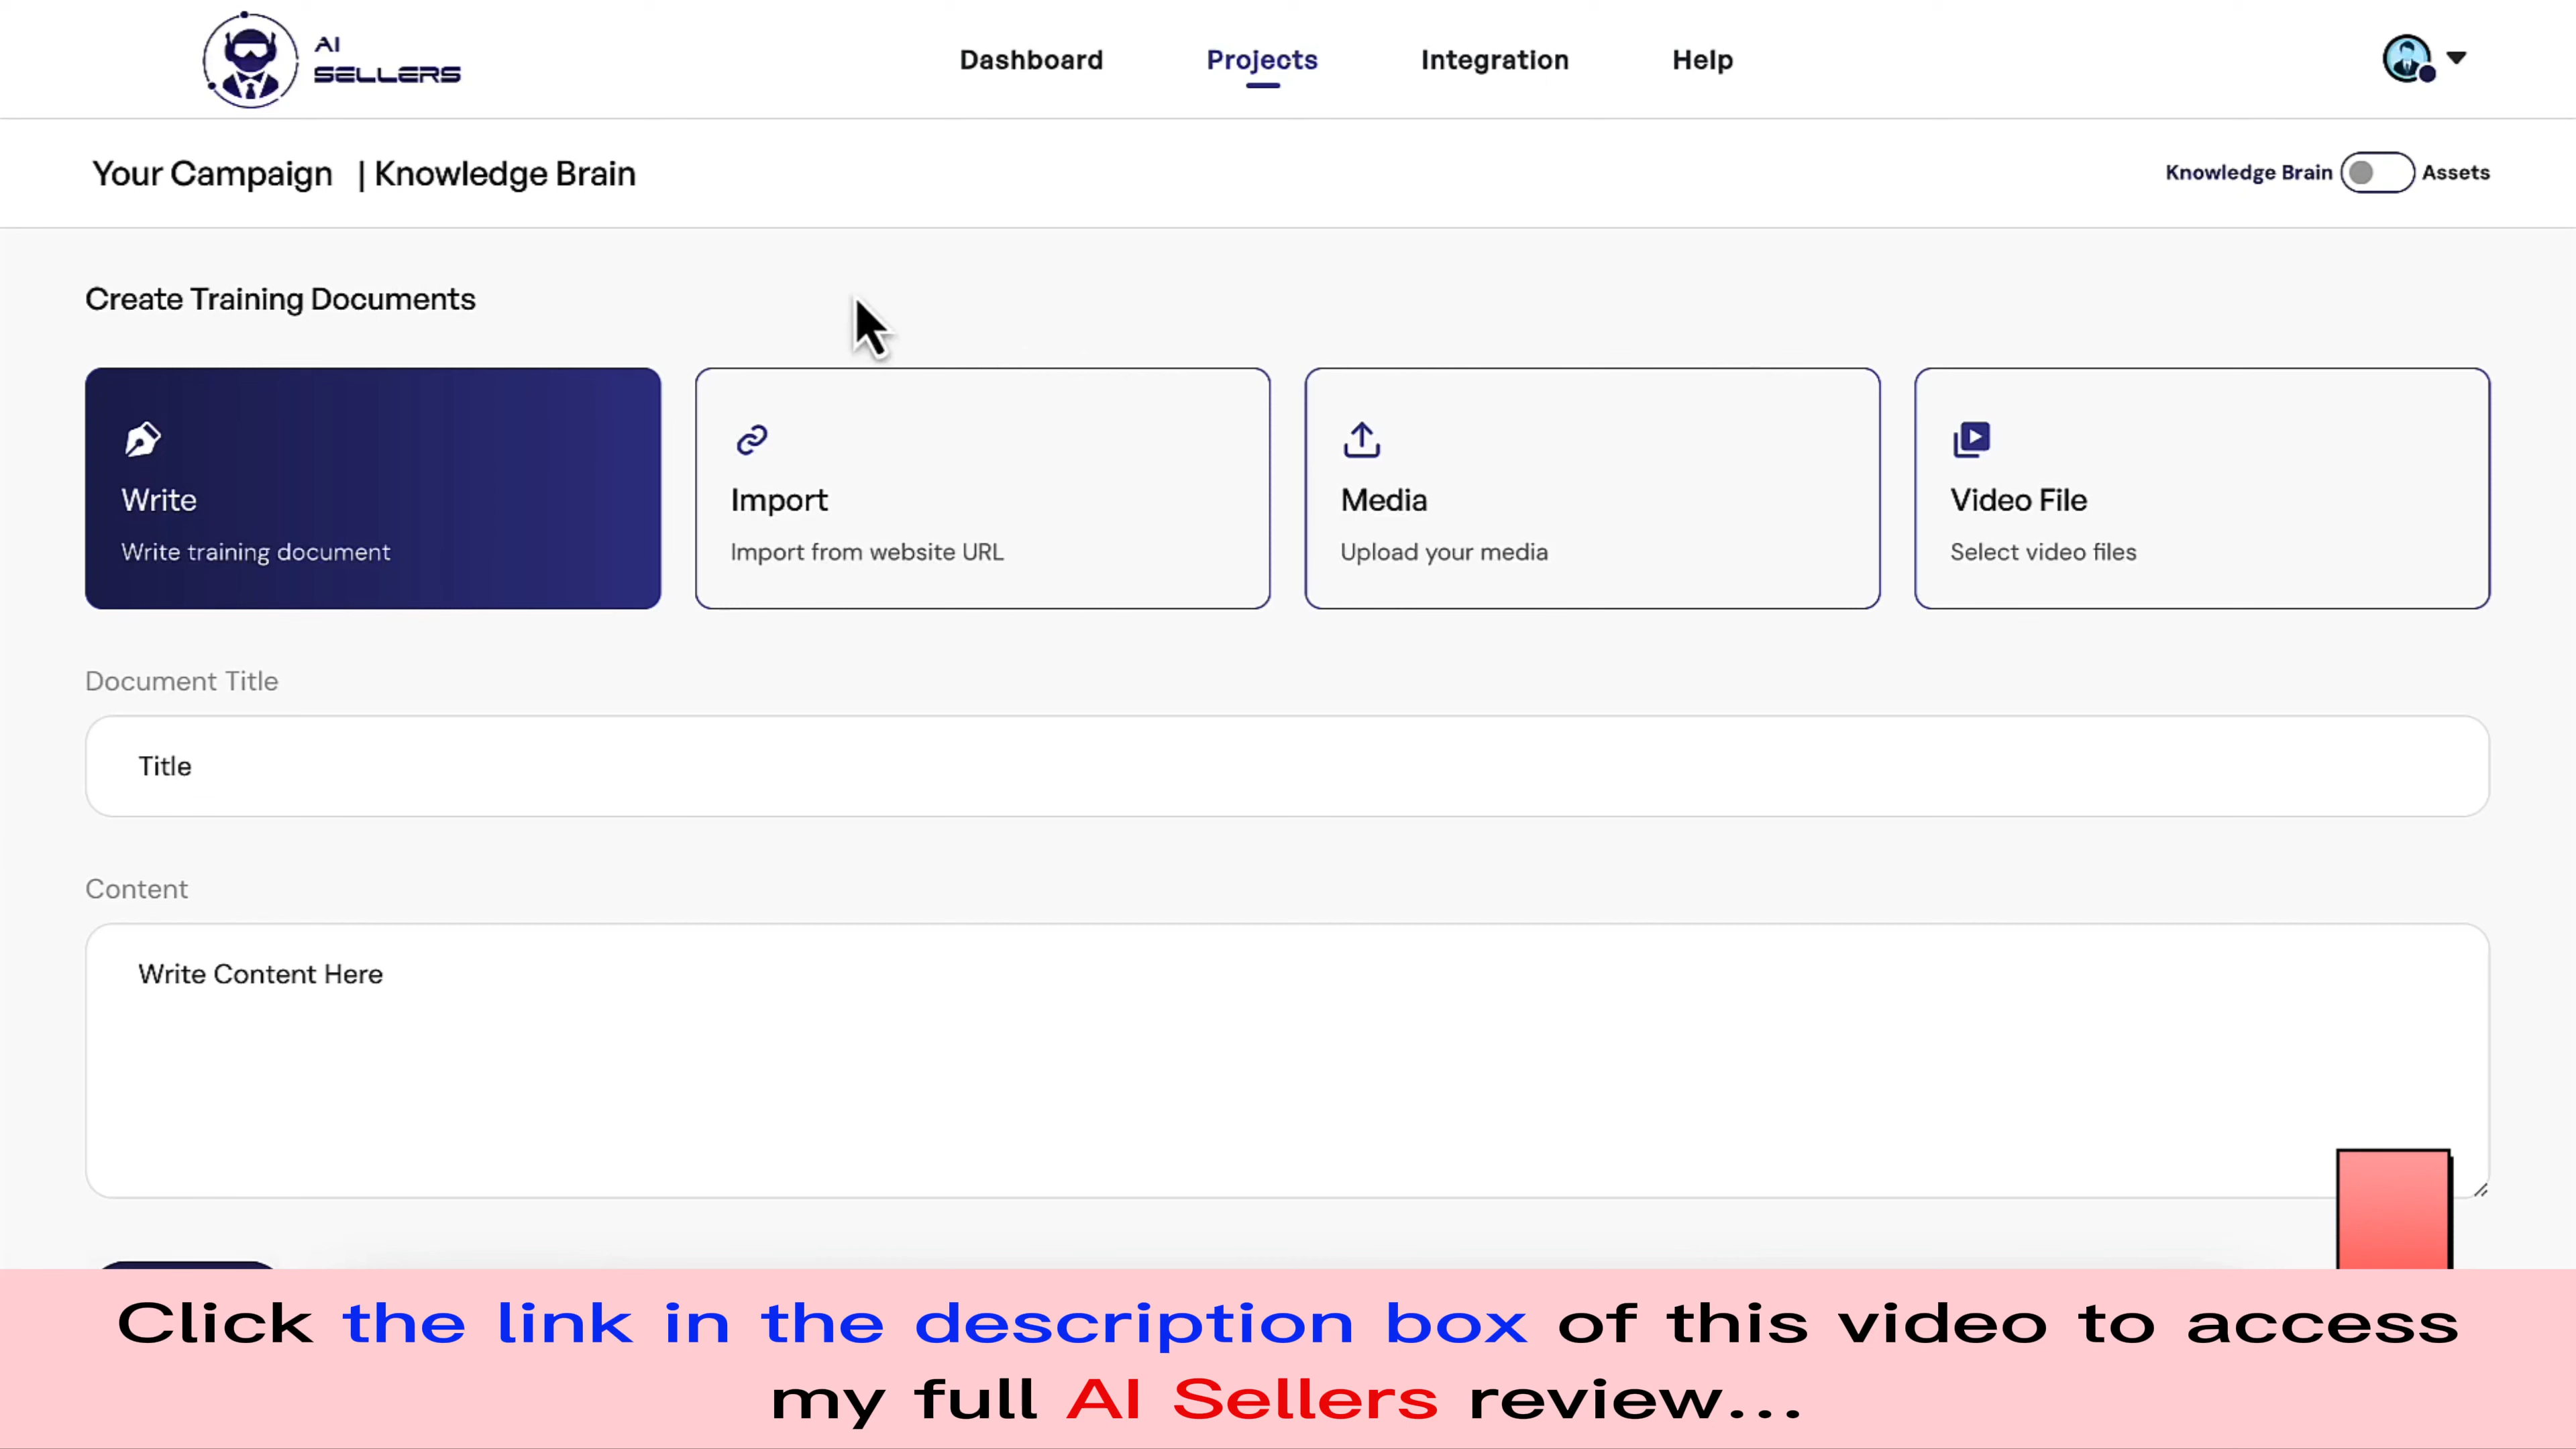 AI
SELLERS
Dashboard Projects Integration Help
Your Campaign | Knowledge Brain
Knowledge Brain Assets
Create Training Documents
Write
Write training document
Import
Import from website URL
Media
Upload your media
Video File
Select video files
Document Title
Title
Content
Write Content Here
Click the link in the description box of this video to access
my full AI Sellers review...